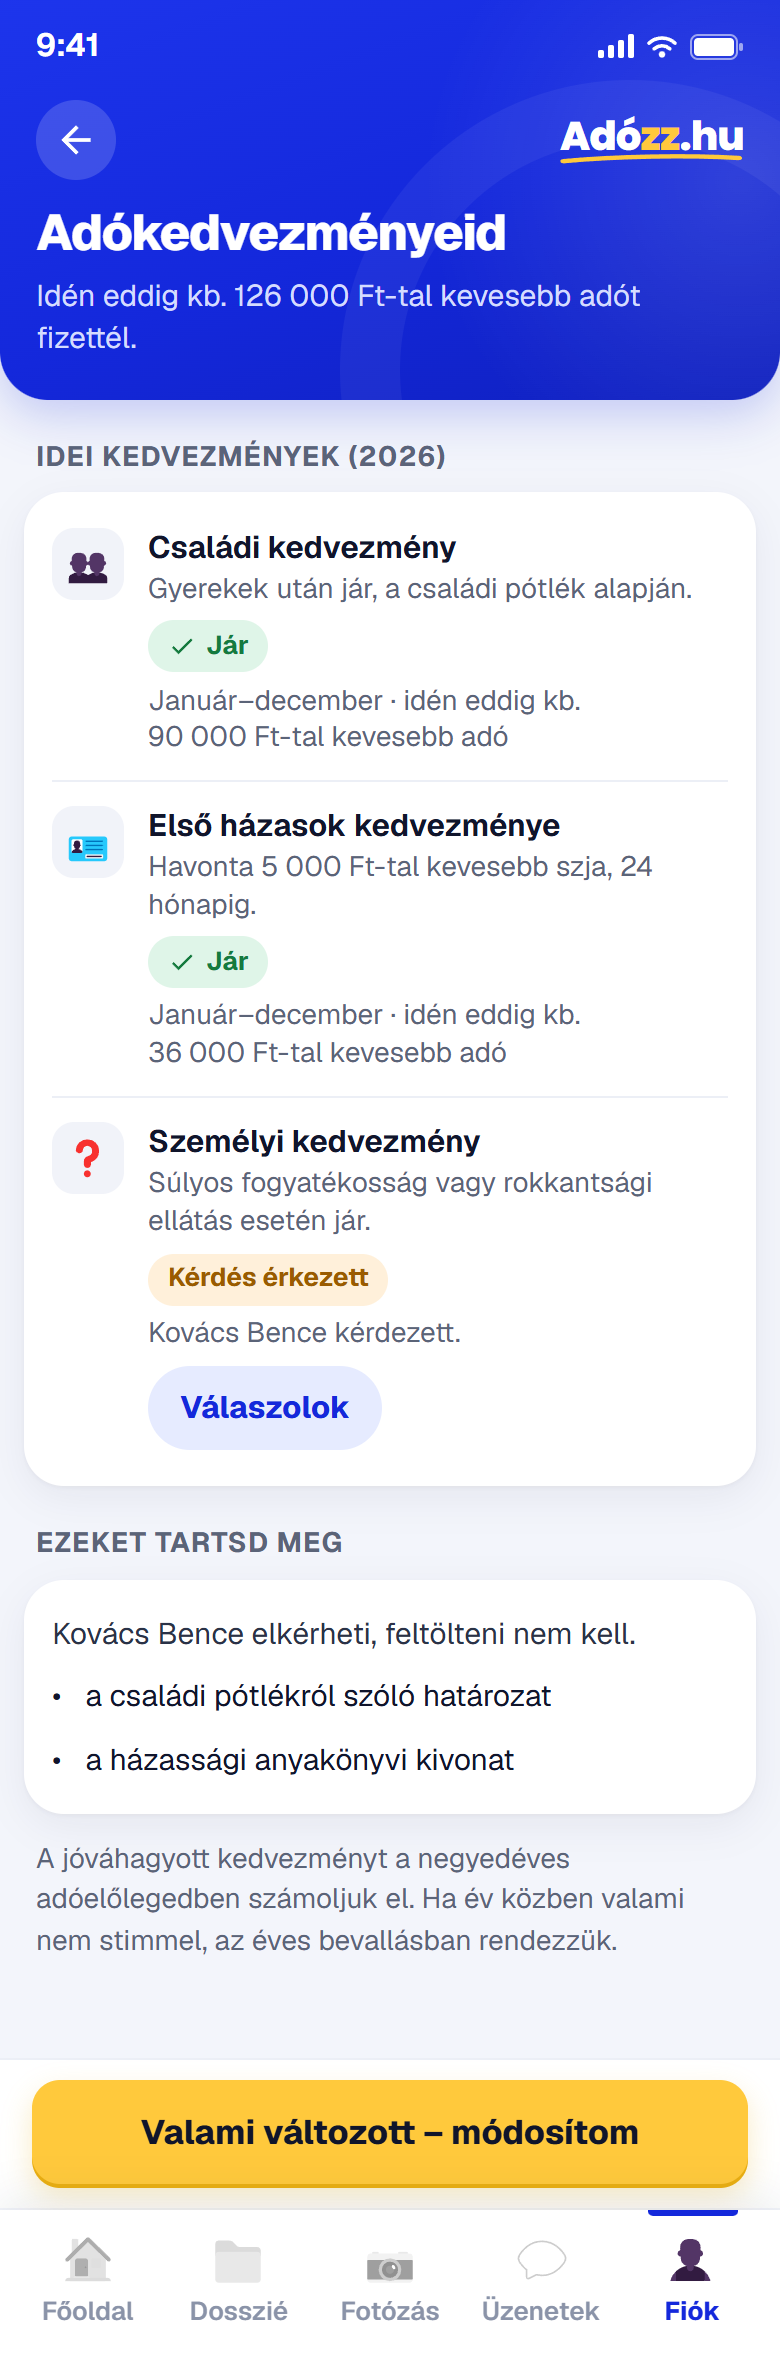 9:41
Adózz.hu
Adókedvezményeid
Idén eddig kb. 126 000 Ft-tal kevesebb adót
fizettél.
IDEI KEDVEZMÉNYEK (2026)
Családi kedvezmény
Gyerekek után jár, a családi pótlék alapján.
Jár
Január–december · idén eddig kb.
90 000 Ft-tal kevesebb adó
Első házasok kedvezménye
Havonta 5 000 Ft-tal kevesebb szja, 24
hónapig.
Jár
Január–december · idén eddig kb.
36 000 Ft-tal kevesebb adó
Személyi kedvezmény
Súlyos fogyatékosság vagy rokkantsági
ellátás esetén jár.
Kérdés érkezett
Kovács Bence kérdezett.
Válaszolok
EZEKET TARTSD MEG
Kovács Bence elkérheti, feltölteni nem kell.
• a családi pótlékról szóló határozat
• a házassági anyakönyvi kivonat
A jóváhagyott kedvezményt a negyedéves
adóelőlegedben számoljuk el. Ha év közben valami
nem stimmel, az éves bevallásban rendezzük.
Valami változott – módosítom
Főoldal
Dosszié
Fotózás
Üzenetek
Fiók